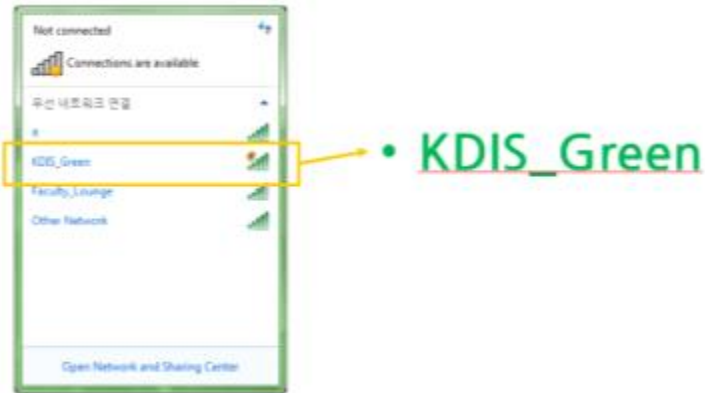 Not connected
Connections are available
무선 네트워크 연결
KDIS_Green
Faculty_Lounge
Other Network
Open Network and Sharing Center
• KDIS_Green